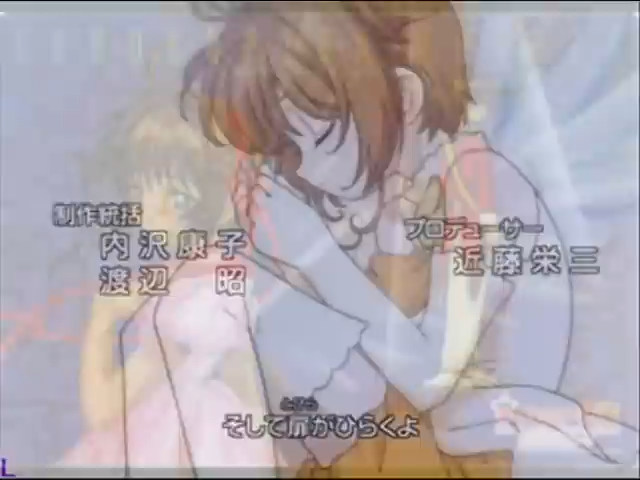 制作統括
内沢康子
渡辺 昭
プロデューサー
近藤栄三
とびら
そして扉がひらくよ
L